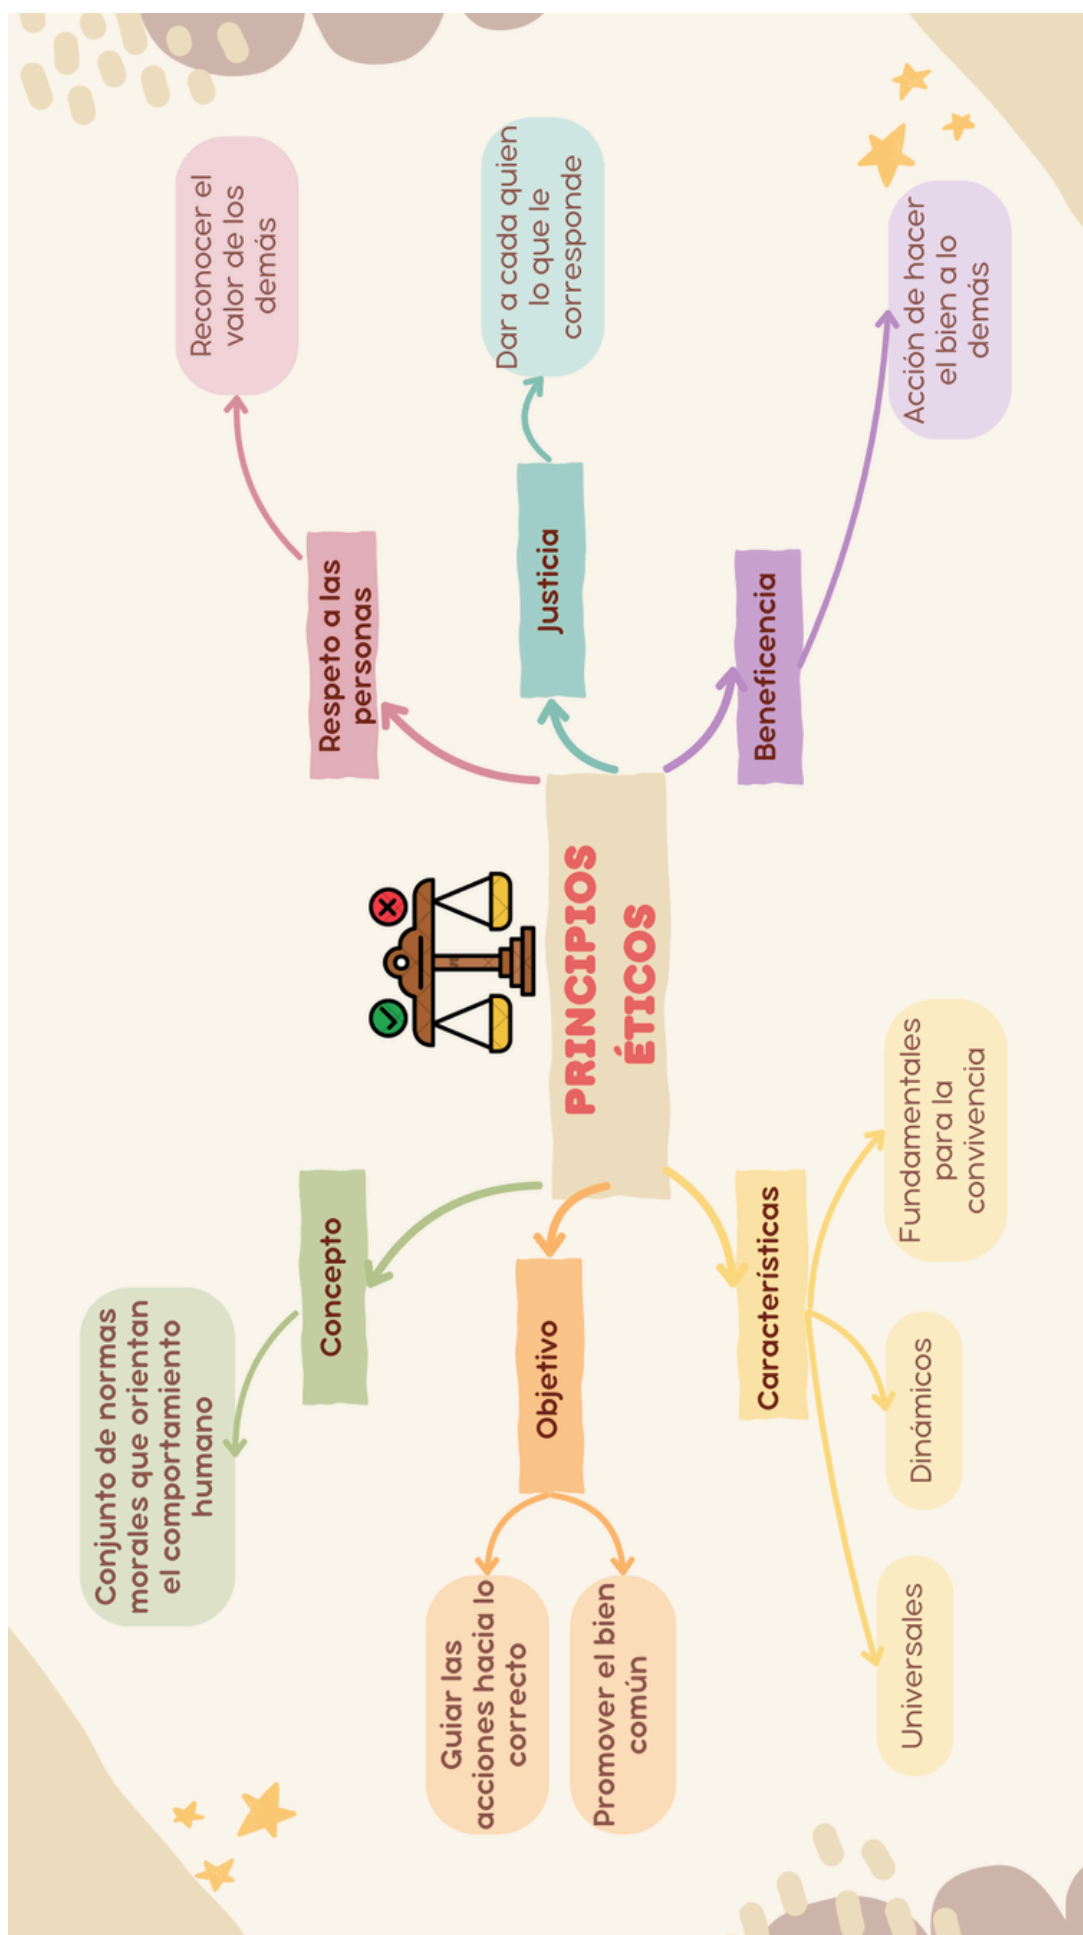 PRINCIPIOS
ÉTICOS
Concepto
Conjunto de normas
morales que orientan
el comportamiento
humano
Objetivo
Guiar las
acciones hacia lo
correcto
Promover el bien
común
Características
Universales
Dinámicos
Fundamentales
para la
convivencia
Respeto a las
personas
Reconocer el
valor de los
demás
Justicia
Dar a cada quien
lo que le
corresponde
Beneficencia
Acción de hacer
el bien a lo
demás